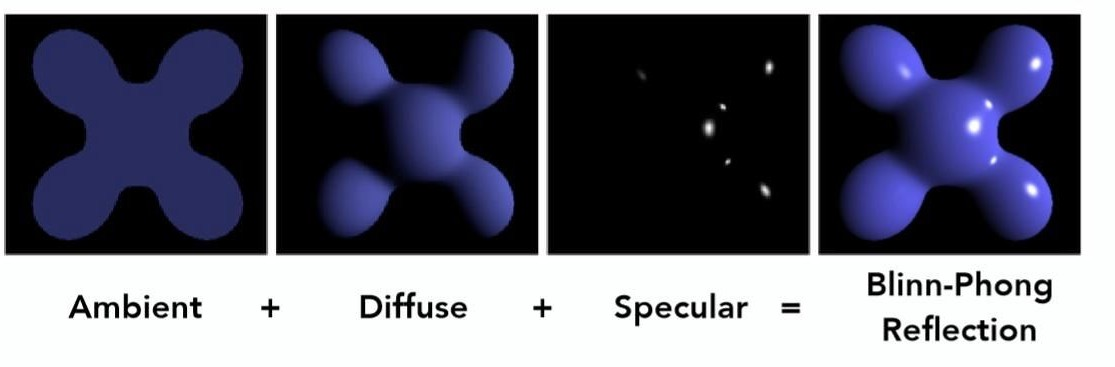 Ambient + Diffuse + Specular = Blinn-Phong
Reflection